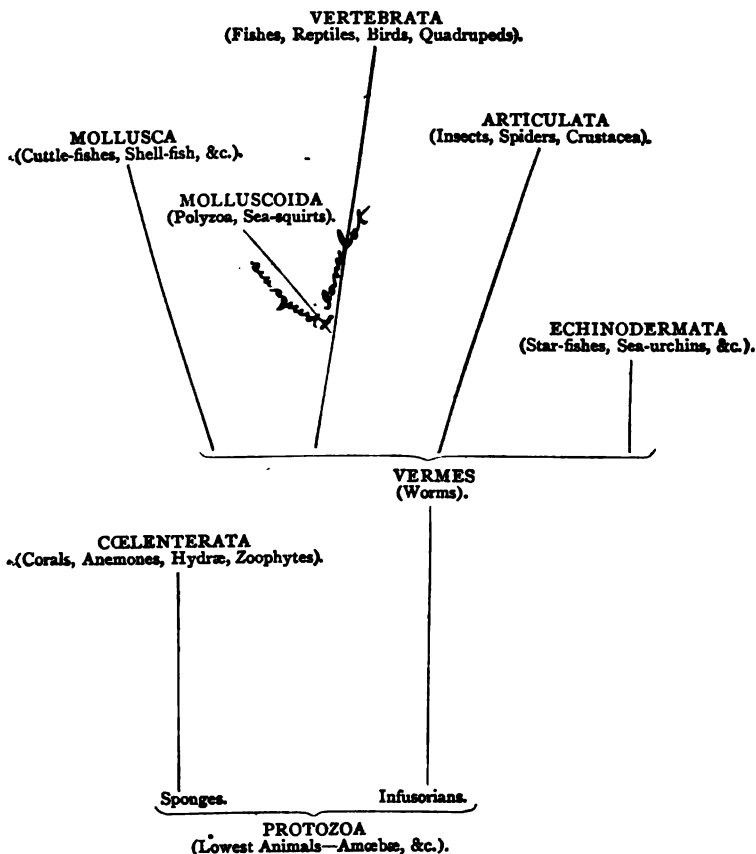 VERTEBRATA
(Fishes, Reptiles, Birds, Quadrupeds).
ARTICULATA
(Insects, Spiders, Crustacea).
MOLLUSCA
(Cuttle-fishes, Shell-fish, &c.).
MOLLUSCOIDA
(Polyzoa, Sea-squirts).
ECHINODERMATA
(Star-fishes, Sea-urchins, &c.).
VERMES
(Worms).
CŒLENTERATA
(Corals, Anemones, Hydræ, Zoophytes).
Sponges.
Infusorians.
PROTOZOA
(Lowest Animals—Amœbæ, &c.).